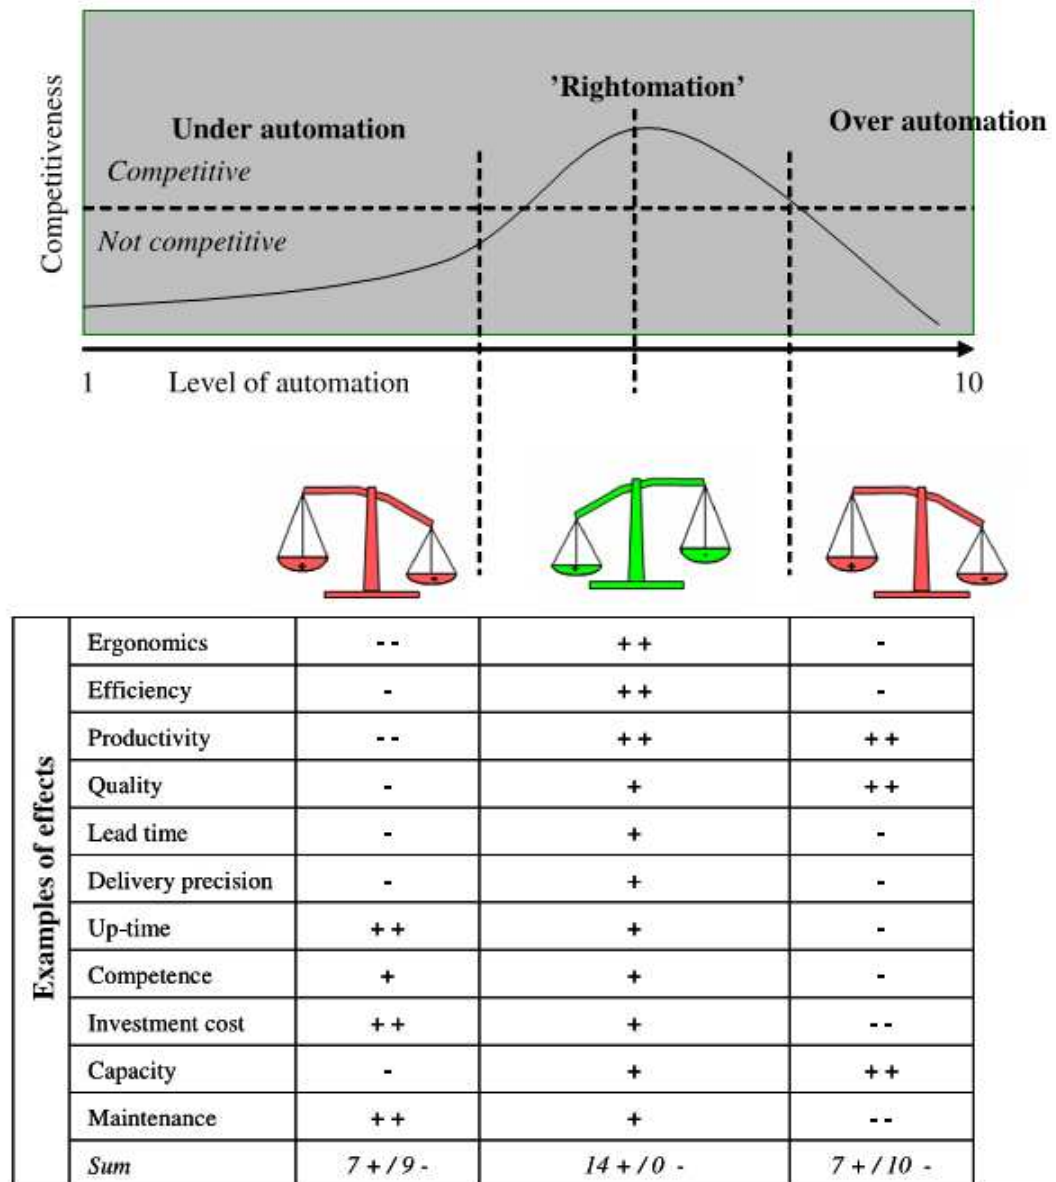 'Rightomation'
Under automation
Over automation
Competitive
Not competitive
Competitiveness
1 Level of automation 10
+ - + - + -
Examples of effects
Ergonomics -- ++ -
Efficiency - ++ -
Productivity -- ++ ++
Quality - + ++
Lead time - + -
Delivery precision - + -
Up-time ++ + -
Competence + + -
Investment cost ++ + --
Capacity - + ++
Maintenance ++ + --
Sum 7 + / 9 - 14 + / 0 - 7 + / 10 -